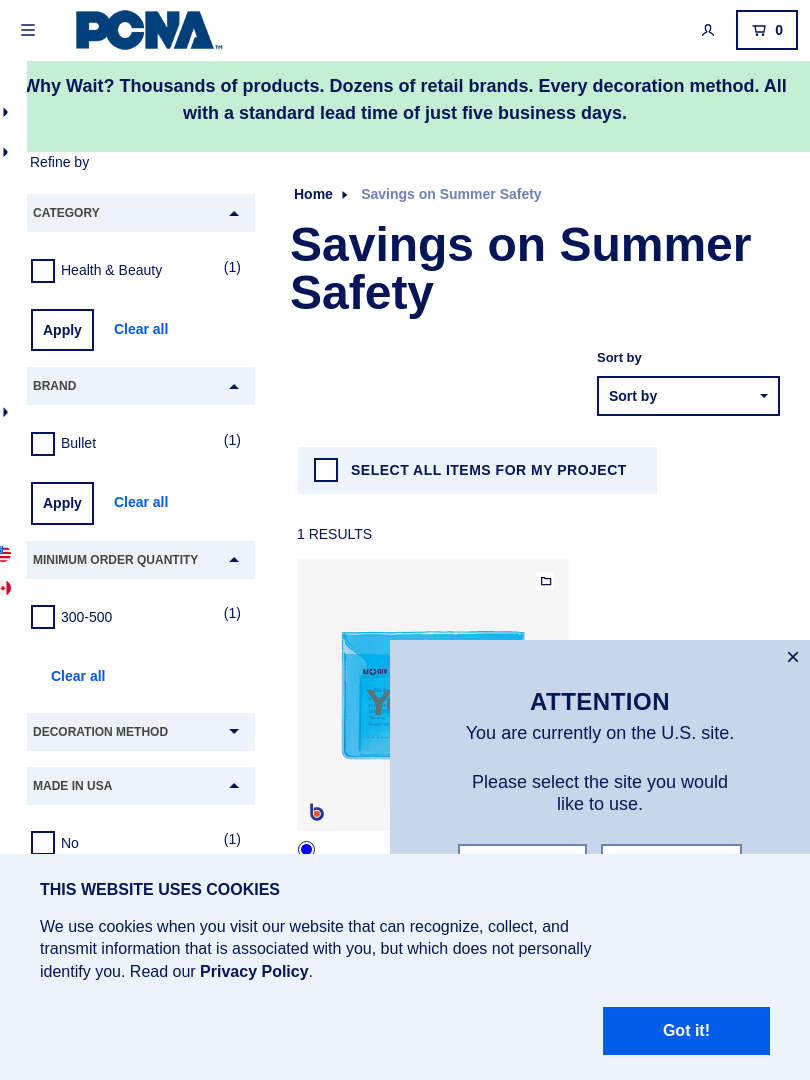 PCNA™
0
Why Wait? Thousands of products. Dozens of retail brands. Every decoration method. All
with a standard lead time of just five business days.
Refine by
Home
Savings on Summer Safety
CATEGORY
Savings on Summer
Safety
Health & Beauty
(1)
Apply
Clear all
Sort by
BRAND
Sort by
Bullet
(1)
SELECT ALL ITEMS FOR MY PROJECT
Apply
Clear all
1 RESULTS
MINIMUM ORDER QUANTITY
300-500
(1)
Clear all
ATTENTION
DECORATION METHOD
You are currently on the U.S. site.
MADE IN USA
Please select the site you would
like to use.
No
(1)
THIS WEBSITE USES COOKIES
We use cookies when you visit our website that can recognize, collect, and
transmit information that is associated with you, but which does not personally
identify you. Read our Privacy Policy.
Got it!